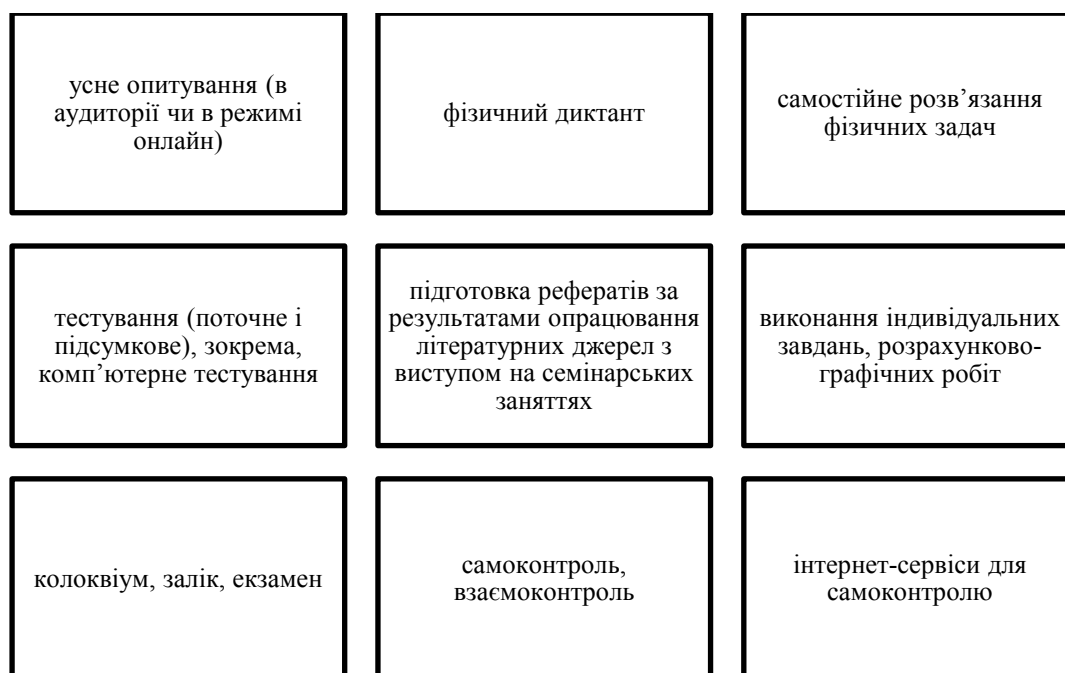 усне опитування (в
аудиторії чи в режимі
онлайн)
фізичний диктант
самостійне розв’язання
фізичних задач
тестування (поточне і
підсумкове), зокрема,
комп’ютерне тестування
підготовка рефератів за
результатами опрацювання
літературних джерел з
виступом на семінарських
заняттях
виконання індивідуальних
завдань, розрахунково-
графічних робіт
колоквіум, залік, екзамен
самоконтроль,
взаємоконтроль
інтернет-сервіси для
самоконтролю